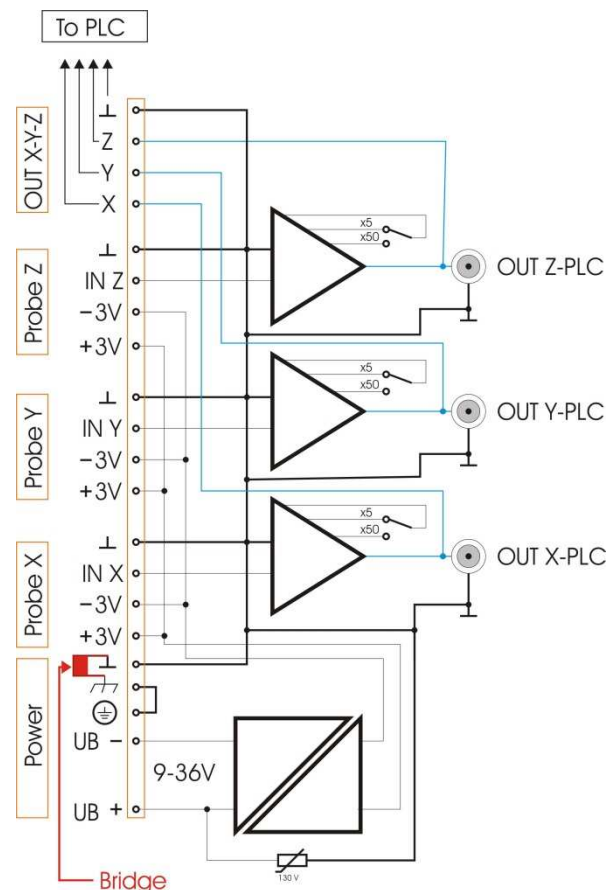 To PLC
OUT X-Y-Z
⊥
Z
Y
X
Probe Z
⊥
IN Z
−3V
+3V
Probe Y
⊥
IN Y
−3V
+3V
Probe X
⊥
IN X
−3V
+3V
Power
⊥
UB −
UB +
9-36V
x5
x50
OUT Z-PLC
x5
x50
OUT Y-PLC
x5
x50
OUT X-PLC
130 V
Bridge